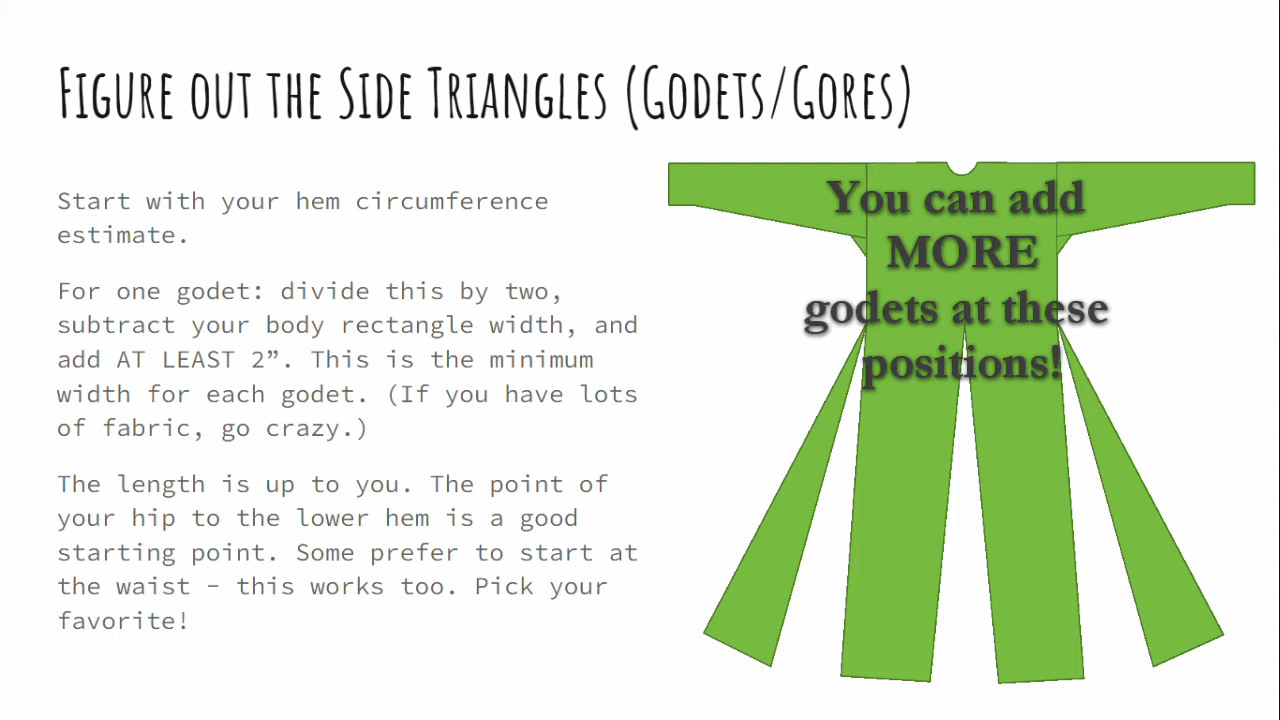 Figure out the Side Triangles (Godets/Gores)
Start with your hem circumference
estimate.
For one godet: divide this by two,
subtract your body rectangle width, and
add AT LEAST 2”. This is the minimum
width for each godet. (If you have lots
of fabric, go crazy.)
The length is up to you. The point of
your hip to the lower hem is a good
starting point. Some prefer to start at
the waist – this works too. Pick your
favorite!
You can add
MORE
godets at these
positions!